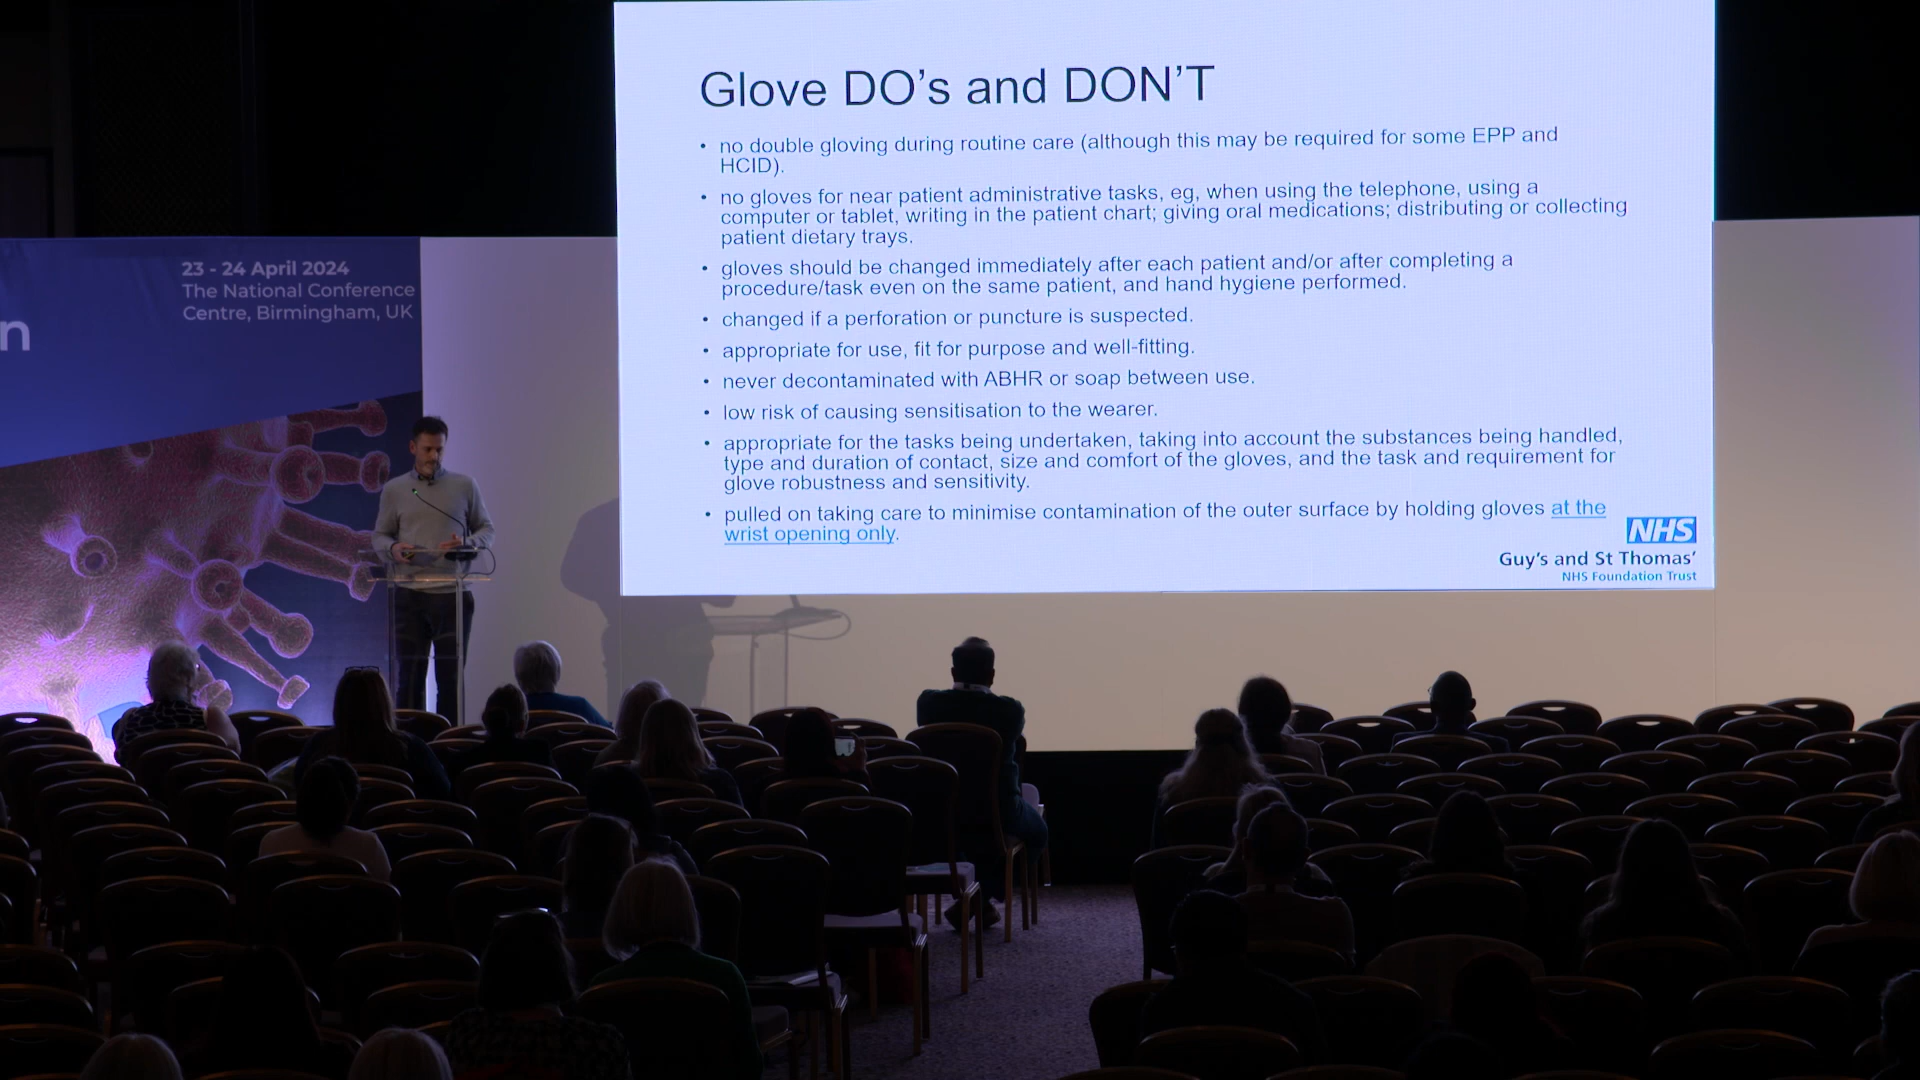 Glove DO's and DON'T
• no double gloving during routine care (although this may be required for some EPP and
HCID).
• no gloves for near patient administrative tasks, eg, when using the telephone, using a
computer or tablet, writing in the patient chart; giving oral medications; distributing or collecting
patient dietary trays.
• gloves should be changed immediately after each patient and/or after completing a
procedure/task even on the same patient, and hand hygiene performed.
• changed if a perforation or puncture is suspected.
• appropriate for use, fit for purpose and well-fitting.
• never decontaminated with ABHR or soap between use.
• low risk of causing sensitisation to the wearer.
• appropriate for the tasks being undertaken, taking into account the substances being handled,
type and duration of contact, size and comfort of the gloves, and the task and requirement for
glove robustness and sensitivity.
• pulled on taking care to minimise contamination of the outer surface by holding gloves at the
wrist opening only.
NHS
Guy's and St Thomas'
NHS Foundation Trust
23 - 24 April 2024
The National Conference
Centre, Birmingham, UK
n